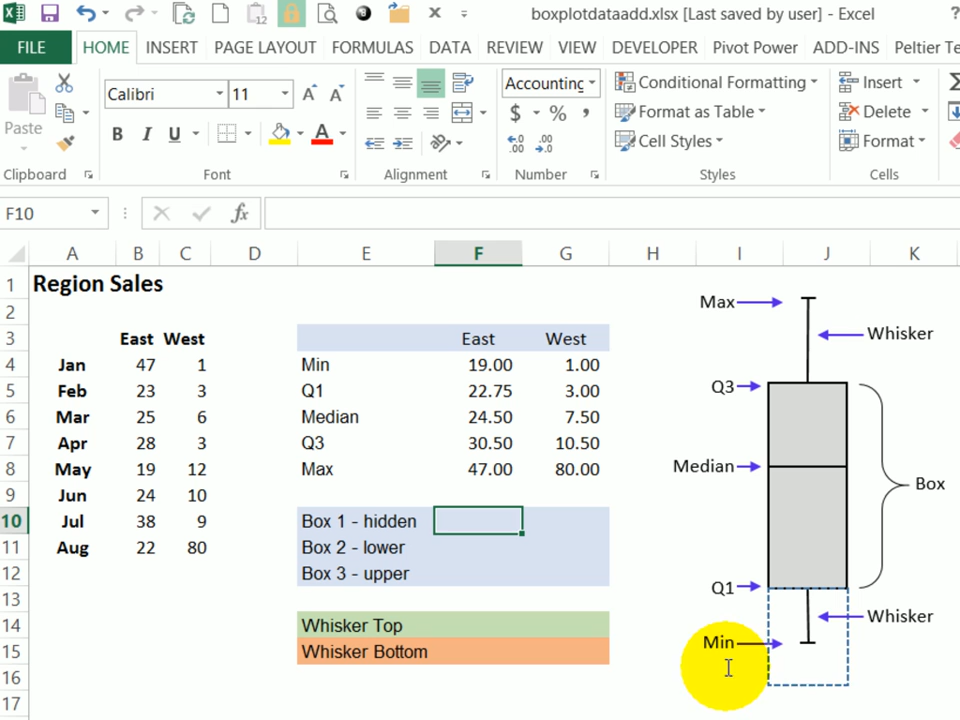 boxplotdataadd.xlsx [Last saved by user] - Excel ?
FILE HOME INSERT PAGE LAYOUT FORMULAS DATA REVIEW VIEW DEVELOPER Pivot Power ADD-INS Peltier Te
Paste
Calibri 11
Accounting
B I U A
$ % ,
Conditional Formatting
Format as Table
Cell Styles
Insert
Delete
Format
Clipboard Font Alignment Number Styles Cells
F10 fx
A B C D E F G H I J K
1 Region Sales
2
3 East West East West
4 Jan 47 1 Min 19.00 1.00
5 Feb 23 3 Q1 22.75 3.00
6 Mar 25 6 Median 24.50 7.50
7 Apr 28 3 Q3 30.50 10.50
8 May 19 12 Max 47.00 80.00
9 Jun 24 10
10 Jul 38 9 Box 1 - hidden
11 Aug 22 80 Box 2 - lower
12 Box 3 - upper
13
14 Whisker Top
15 Whisker Bottom
16
17
Max
Whisker
Q3
Median
Box
Q1
Whisker
Min